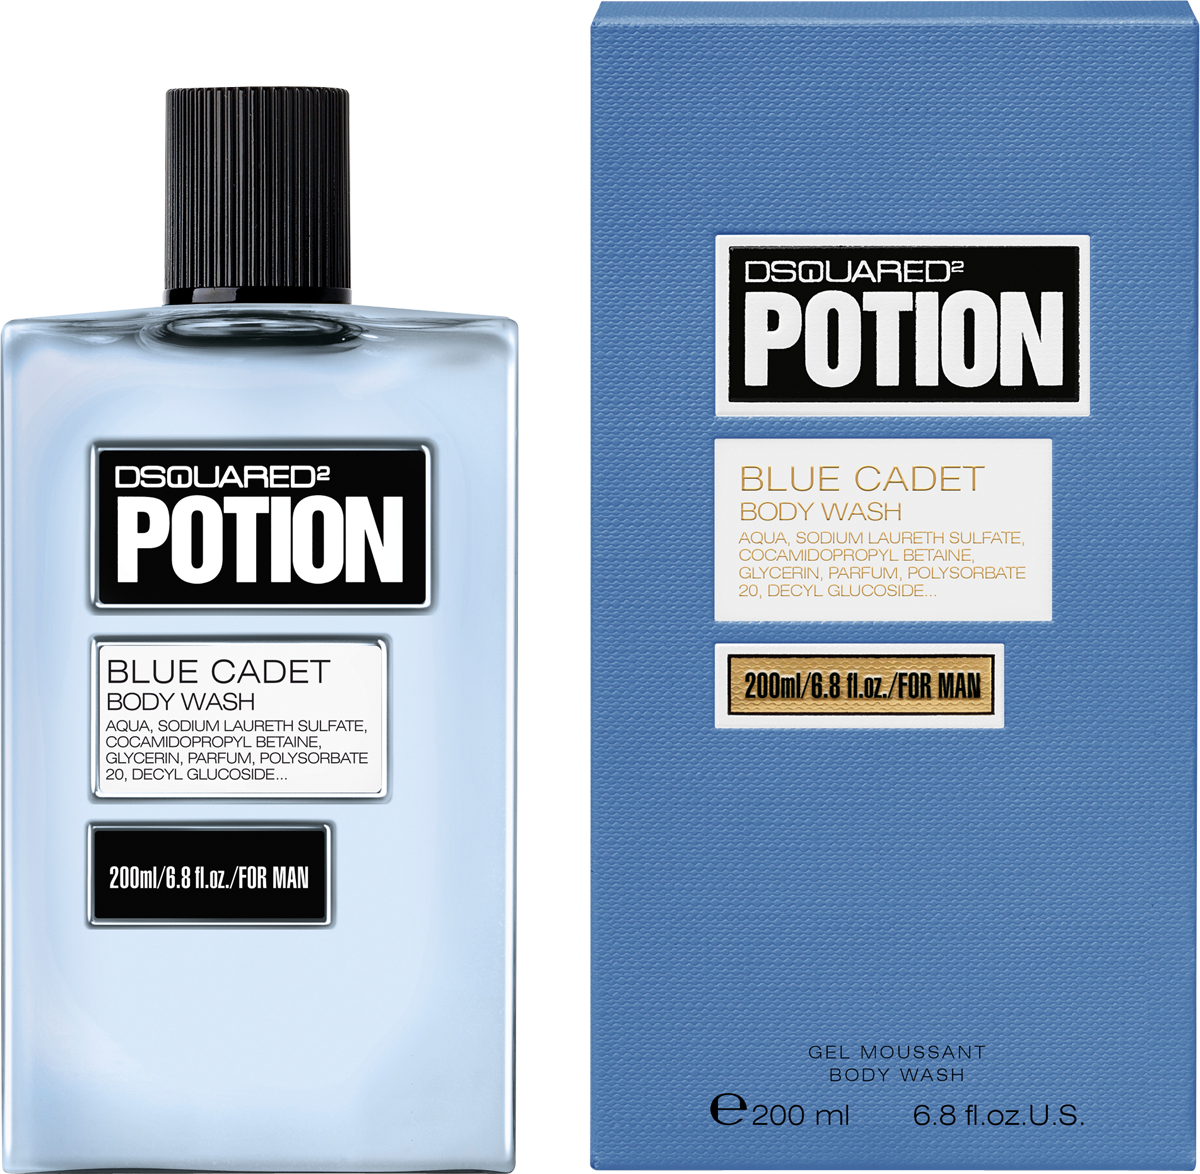 DSQUARED²
POTION
BLUE CADET
BODY WASH
AQUA, SODIUM LAURETH SULFATE,
COCAMIDOPROPYL BETAINE,
GLYCERIN, PARFUM, POLYSORBATE
20, DECYL GLUCOSIDE...
200ml/6.8 fl.oz./FOR MAN
DSQUARED²
POTION
BLUE CADET
BODY WASH
AQUA, SODIUM LAURETH SULFATE,
COCAMIDOPROPYL BETAINE,
GLYCERIN, PARFUM, POLYSORBATE
20, DECYL GLUCOSIDE...
200ml/6.8 fl.oz./FOR MAN
GEL MOUSSANT
BODY WASH
℮ 200 ml 6.8 fl.oz.U.S.